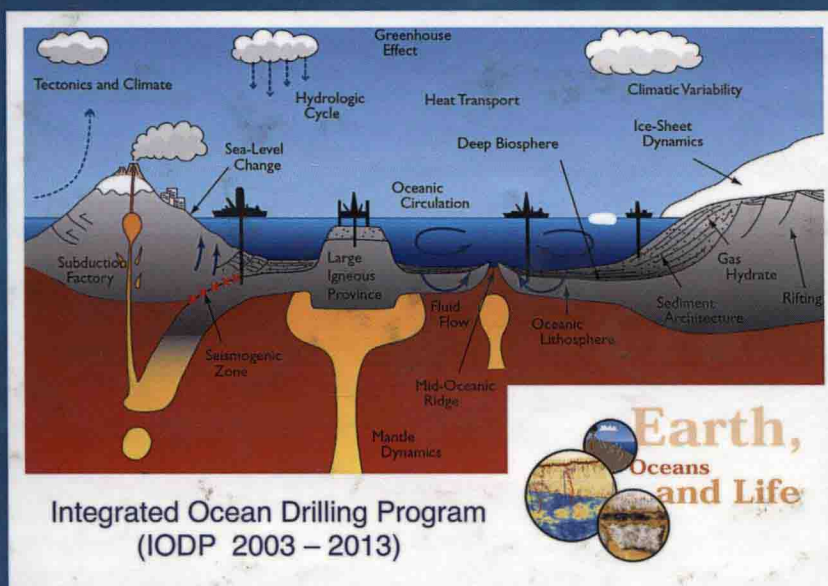 Greenhouse
Effect
Tectonics and Climate
Hydrologic
Cycle
Heat Transport
Climatic Variability
Ice-Sheet
Dynamics
Deep Biosphere
Sea-Level
Change
Oceanic
Circulation
Subduction
Factory
Large
Igneous
Province
Gas
Hydrate
Rifting
Sediment
Architecture
Fluid
Flow
Oceanic
Lithosphere
Seismogenic
Zone
Mid-Oceanic
Ridge
Mantle
Dynamics
Earth,
Oceans
and Life
Integrated Ocean Drilling Program
(IODP 2003 – 2013)